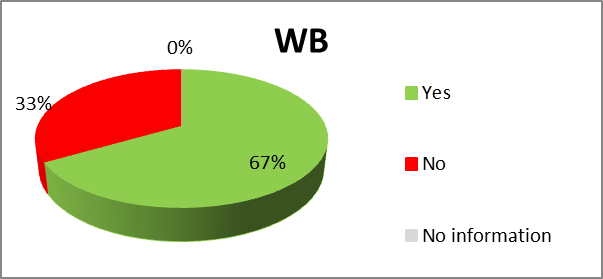 WB
0%
33%
67%
Yes
No
No information